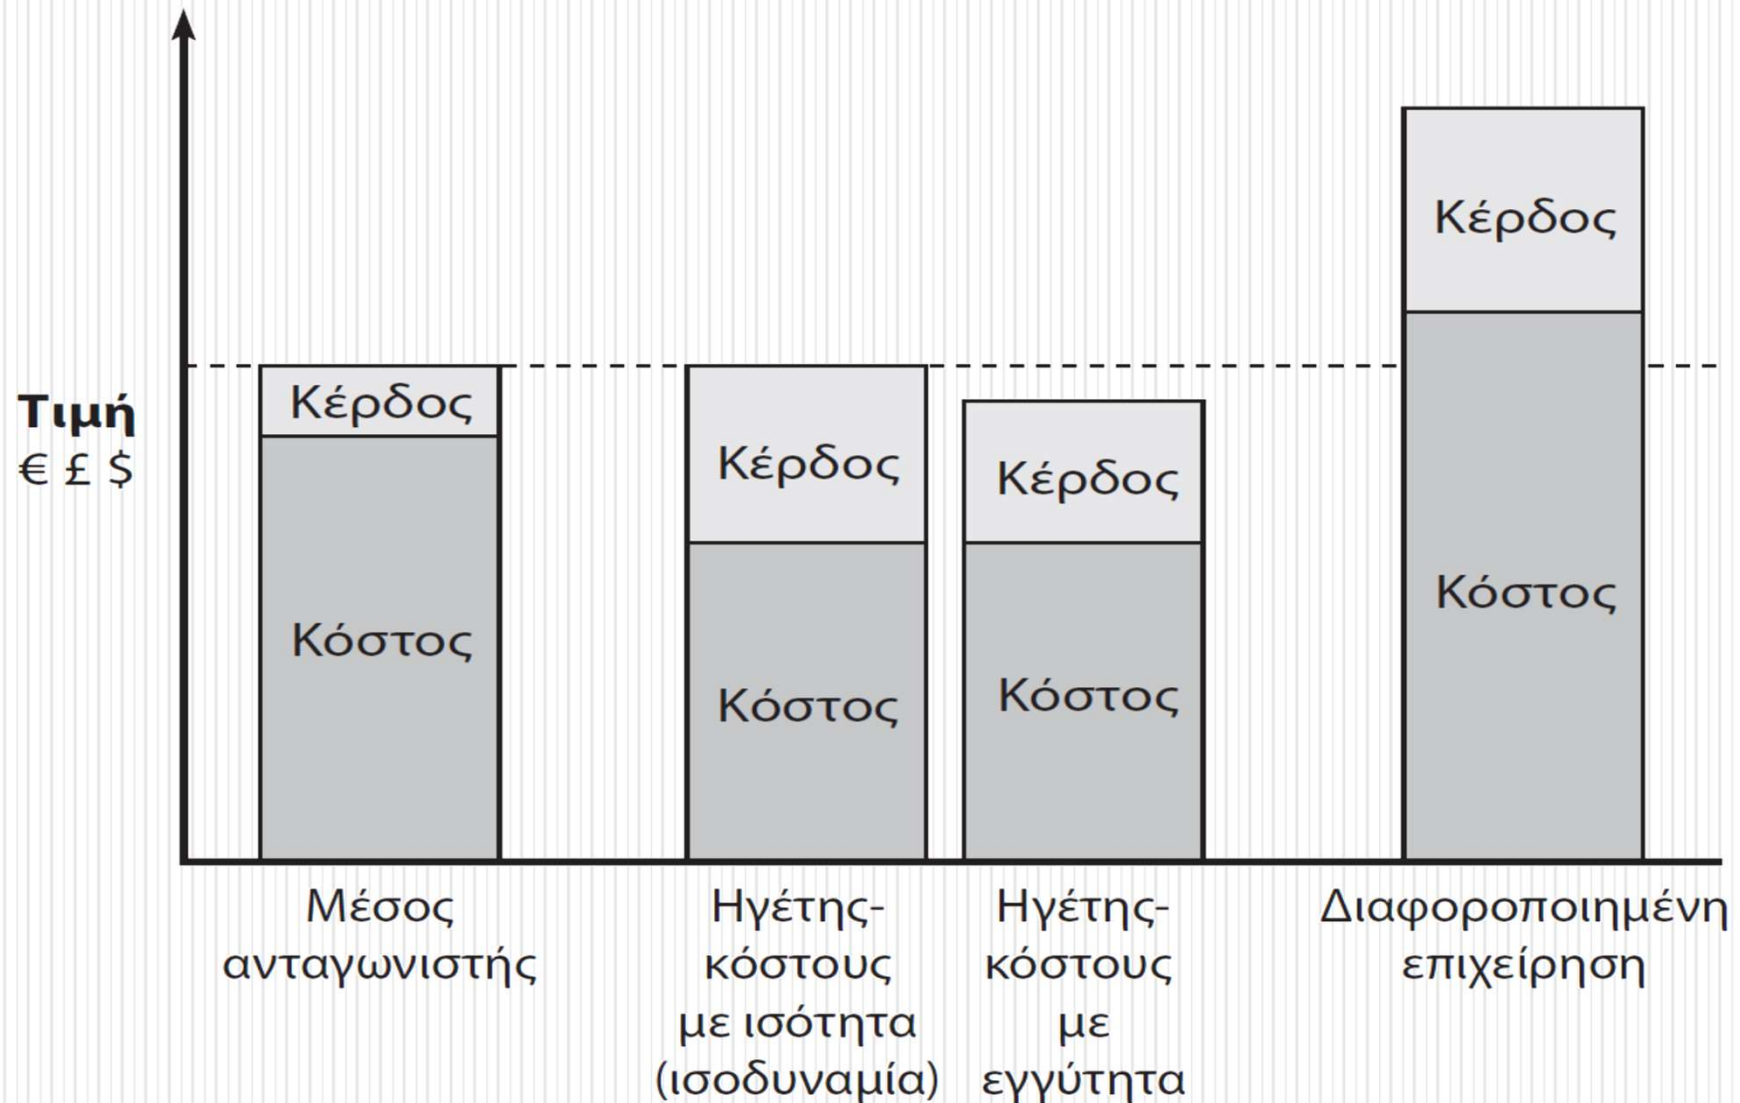 Τιμή
€ £ $
Κέρδος
Κόστος
Κέρδος
Κόστος
Κέρδος
Κόστος
Κέρδος
Κόστος
Μέσος
ανταγωνιστής
Ηγέτης-
κόστους
με ισότητα
(ισοδυναμία)
Ηγέτης-
κόστους
με
εγγύτητα
Διαφοροποιημένη
επιχείρηση